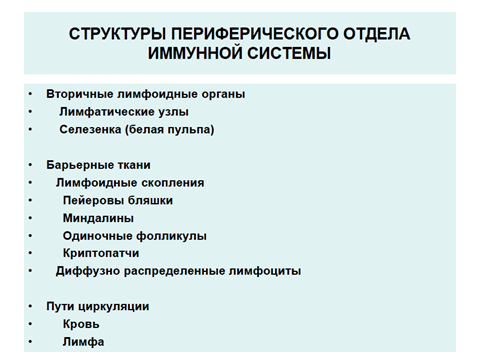 СТРУКТУРЫ ПЕРИФЕРИЧЕСКОГО ОТДЕЛА
ИММУННОЙ СИСТЕМЫ
• Вторичные лимфоидные органы
• Лимфатические узлы
• Селезенка (белая пульпа)
• Барьерные ткани
• Лимфоидные скопления
• Пейеровы бляшки
• Миндалины
• Одиночные фолликулы
• Криптопатчи
• Диффузно распределенные лимфоциты
• Пути циркуляции
• Кровь
• Лимфа